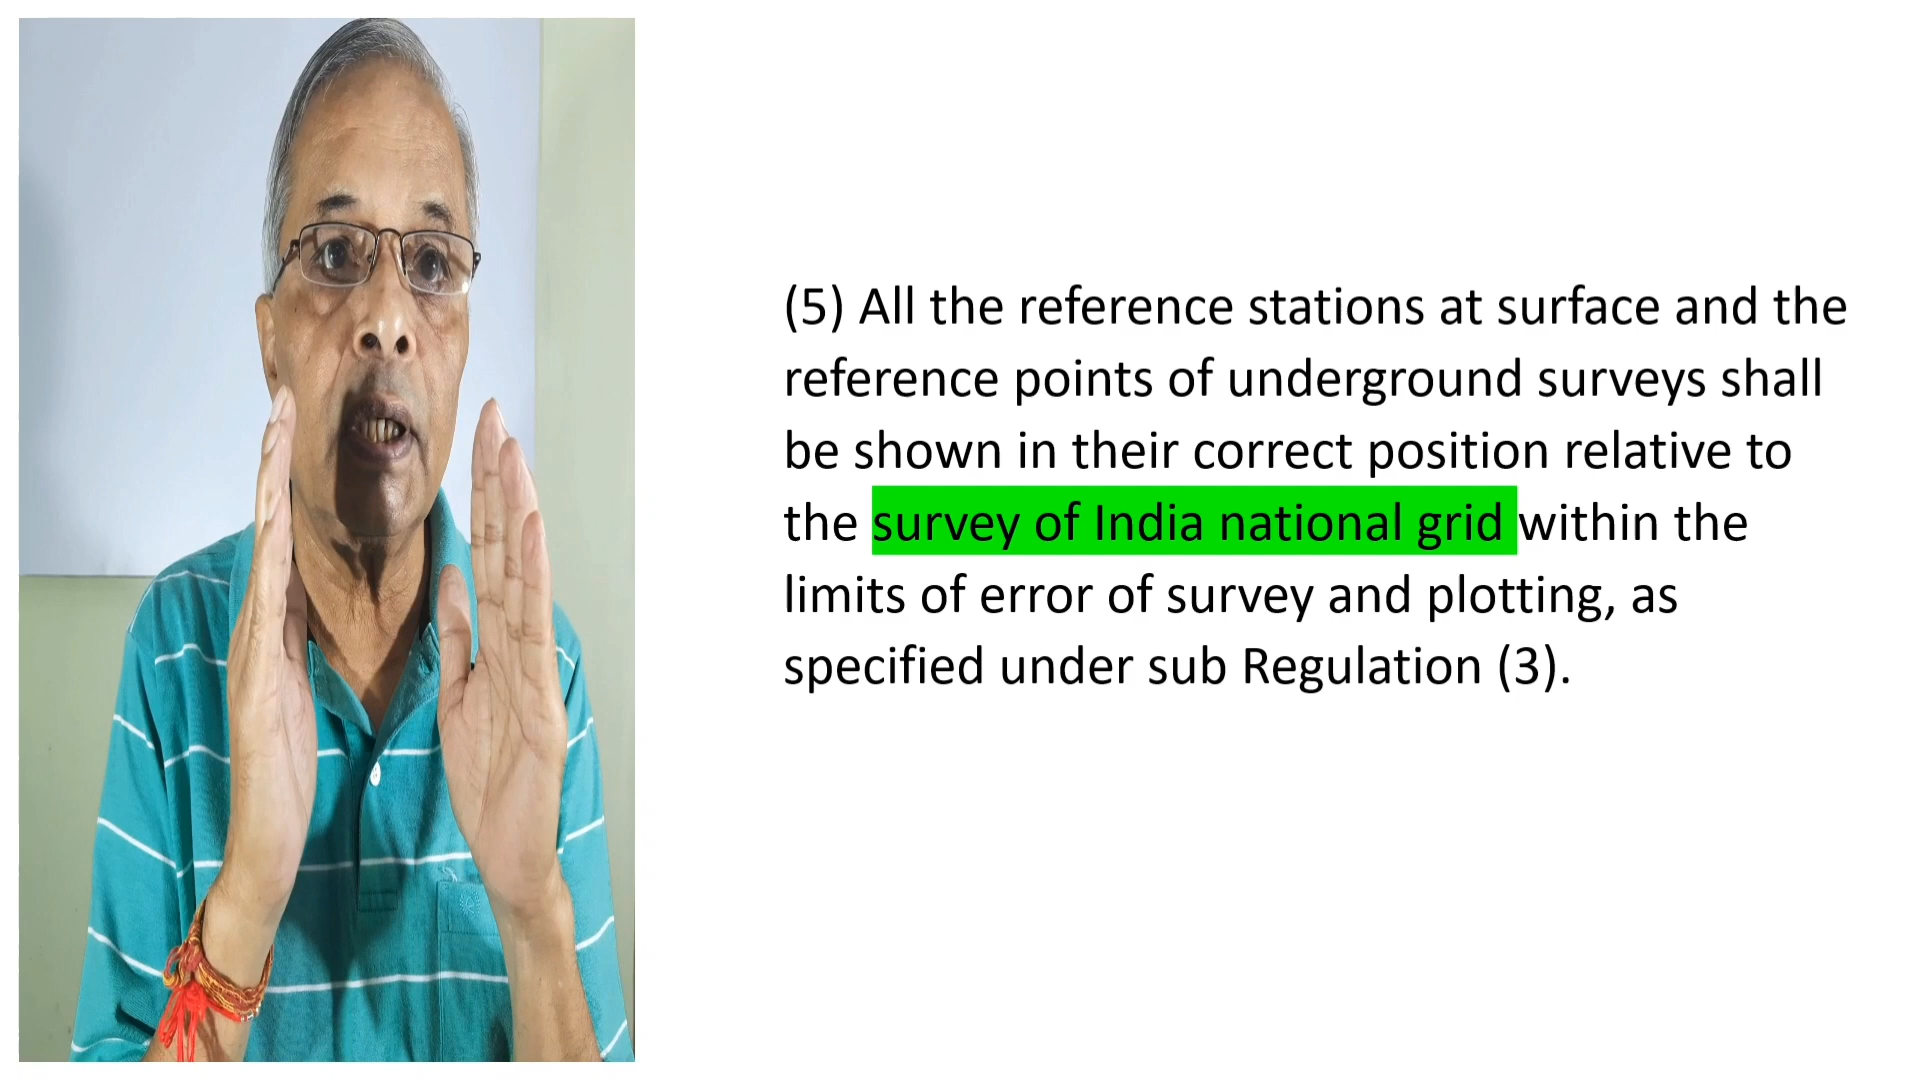 (5) All the reference stations at surface and the
reference points of underground surveys shall
be shown in their correct position relative to
the survey of India national grid within the
limits of error of survey and plotting, as
specified under sub Regulation (3).